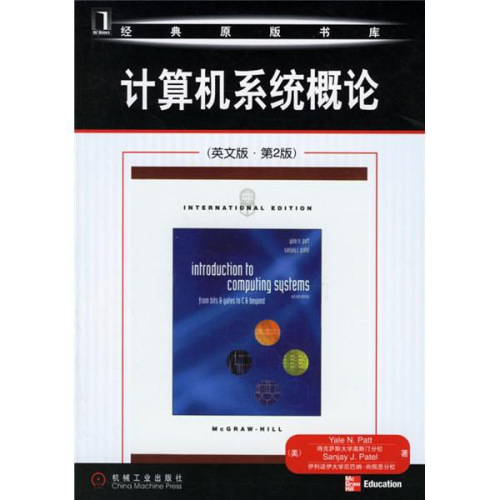 经典原版书库
计算机系统概论
(英文版·第2版)
INTERNATIONAL EDITION
yale n. patt
sanjay j. patel
introduction to
computing systems
second edition
from bits & gates to C & beyond
McGRAW-HILL
(美)
Yale N. Patt
得克萨斯大学奥斯汀分校
Sanjay J. Patel
伊利诺伊大学厄巴纳-尚佩恩分校
著
机械工业出版社
China Machine Press
Mc
Graw
Hill
Education